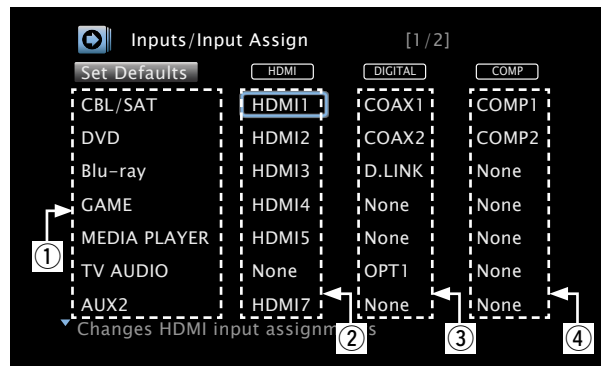 Inputs/Input Assign [1/2]
Set Defaults HDMI DIGITAL COMP
CBL/SAT HDMI1 COAX1 COMP1
DVD HDMI2 COAX2 COMP2
Blu-ray HDMI3 D.LINK None
GAME HDMI4 None None
MEDIA PLAYER HDMI5 None None
TV AUDIO None OPT1 None
AUX2 HDMI7 None None
Changes HDMI input
1
2
3
4